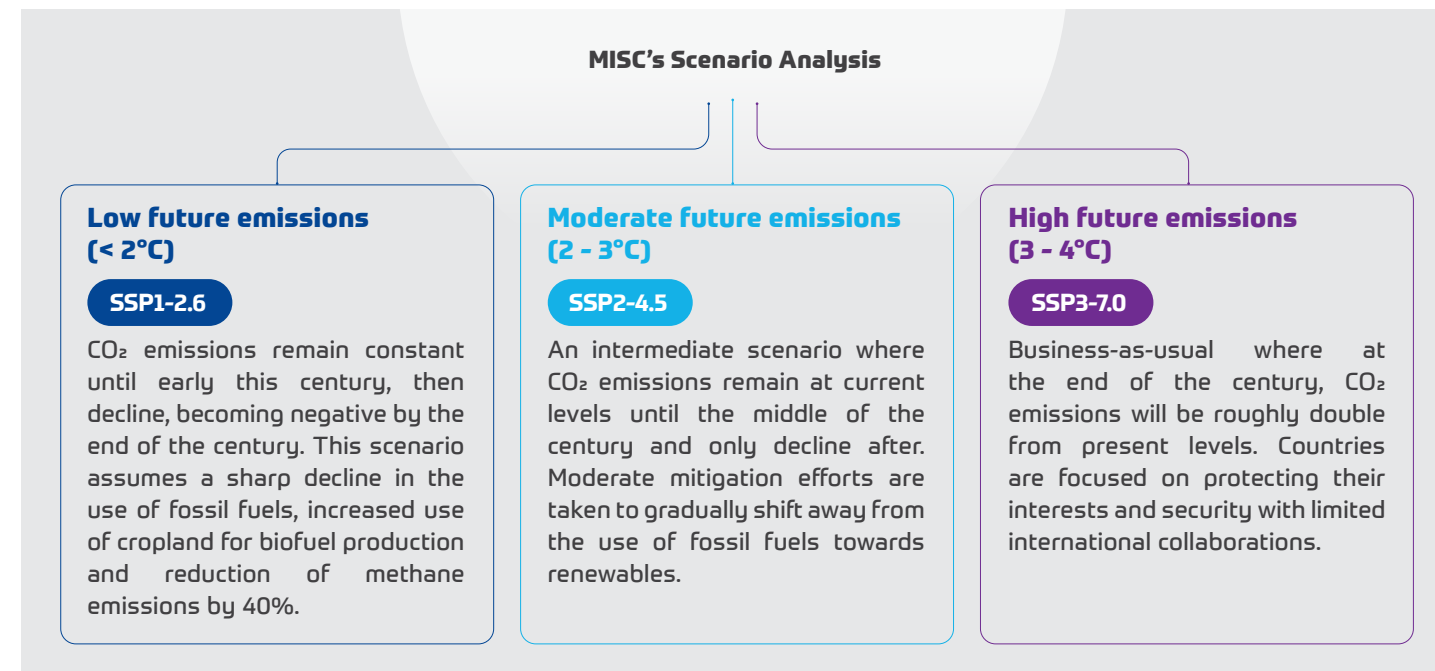 MISC's Scenario Analysis
Low future emissions
(< 2°C)
SSP1-2.6
CO₂ emissions remain constant
until early this century, then
decline, becoming negative by the
end of the century. This scenario
assumes a sharp decline in the
use of fossil fuels, increased use
of cropland for biofuel production
and reduction of methane
emissions by 40%.
Moderate future emissions
(2 - 3°C)
SSP2-4.5
An intermediate scenario where
CO₂ emissions remain at current
levels until the middle of the
century and only decline after.
Moderate mitigation efforts are
taken to gradually shift away from
the use of fossil fuels towards
renewables.
High future emissions
(3 - 4°C)
SSP3-7.0
Business-as-usual where at
the end of the century, CO₂
emissions will be roughly double
from present levels. Countries
are focused on protecting their
interests and security with limited
international collaborations.